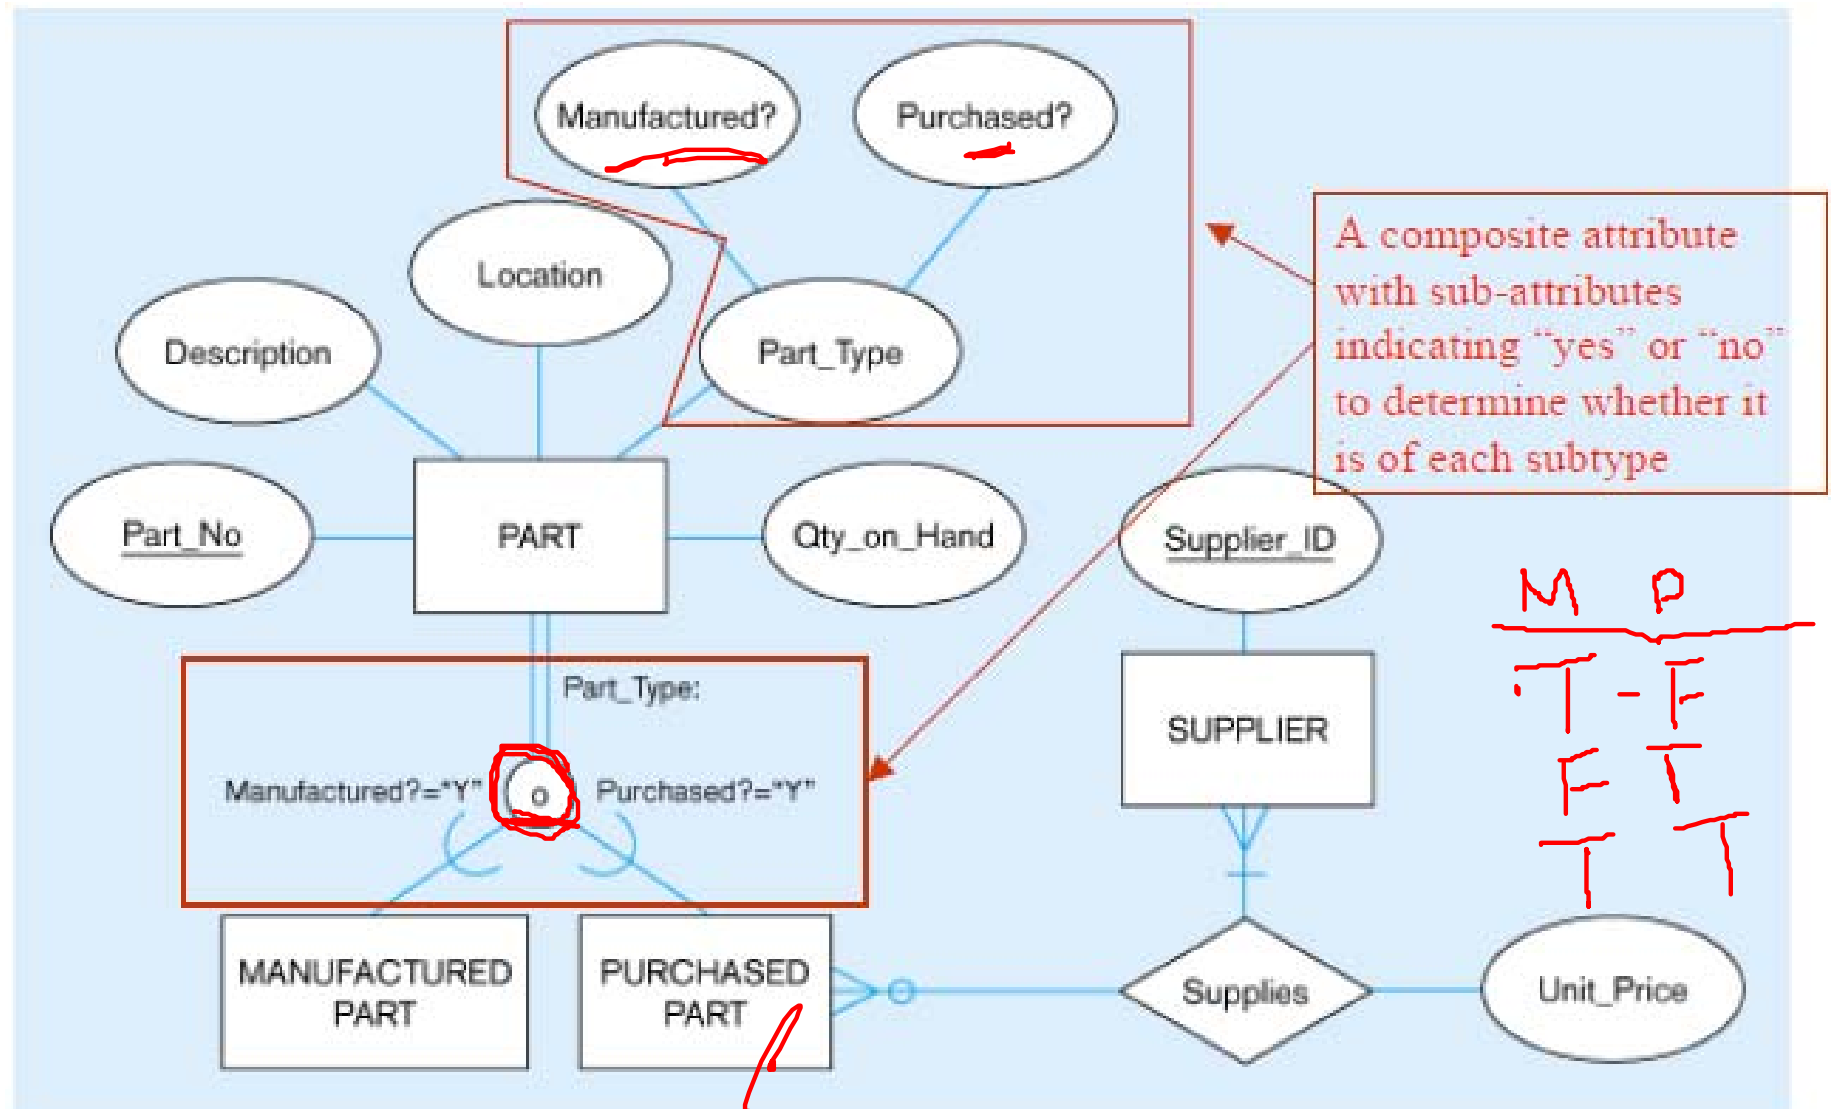 Manufactured?
Purchased?
Location
Description
Part_Type
A composite attribute
with sub-attributes
indicating "yes" or "no"
to determine whether it
is of each subtype
Part_No
PART
Qty_on_Hand
Supplier_ID
M P
T - F
F T
T T
Part_Type:
Manufactured?="Y"
o
Purchased?="Y"
SUPPLIER
MANUFACTURED
PART
PURCHASED
PART
Supplies
Unit_Price